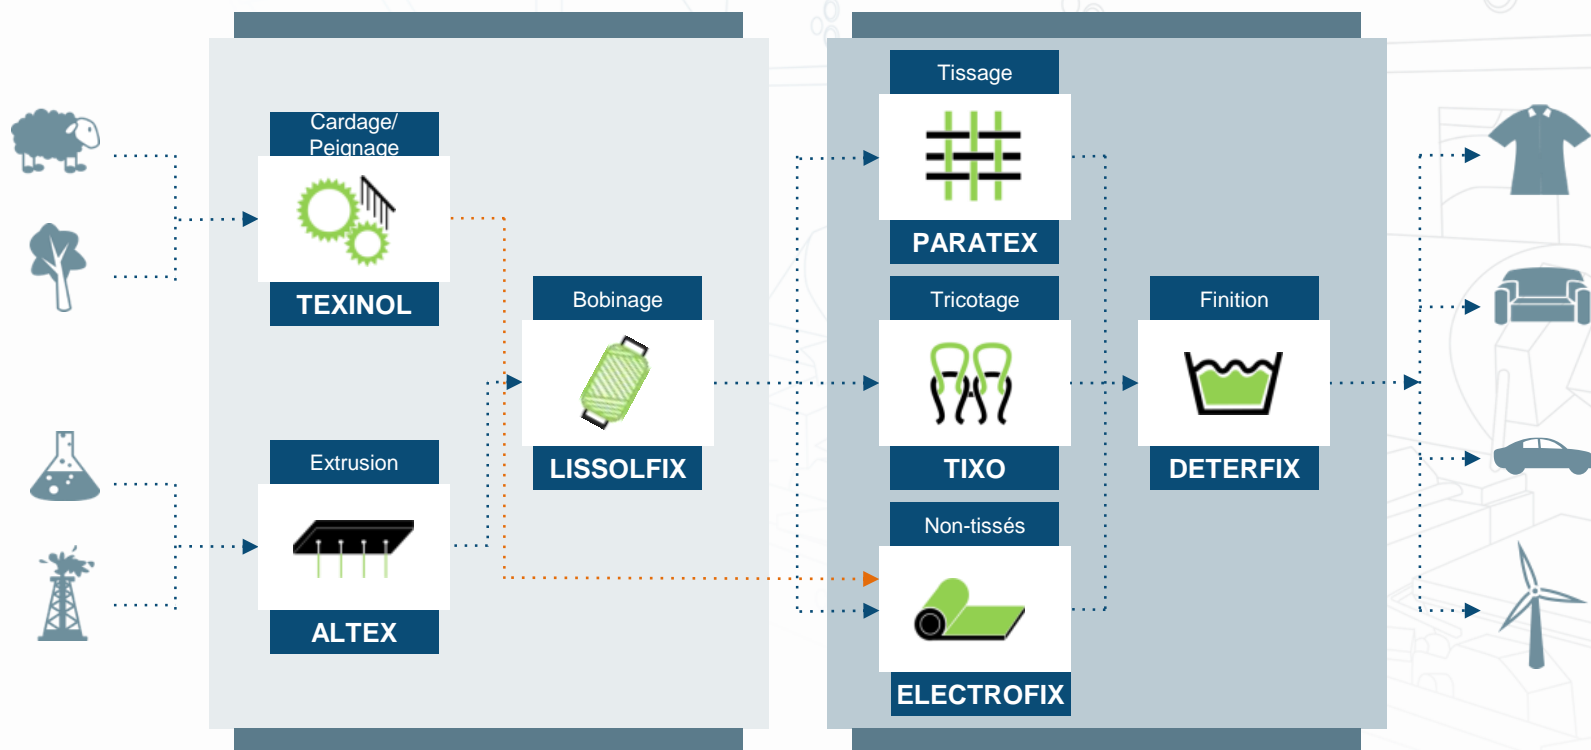 Cardage/
Peignage
TEXINOL
Extrusion
ALTEX
Bobinage
LISSOLFIX
Tissage
PARATEX
Tricotage
TIXO
Non-tissés
ELECTROFIX
Finition
DETERFIX